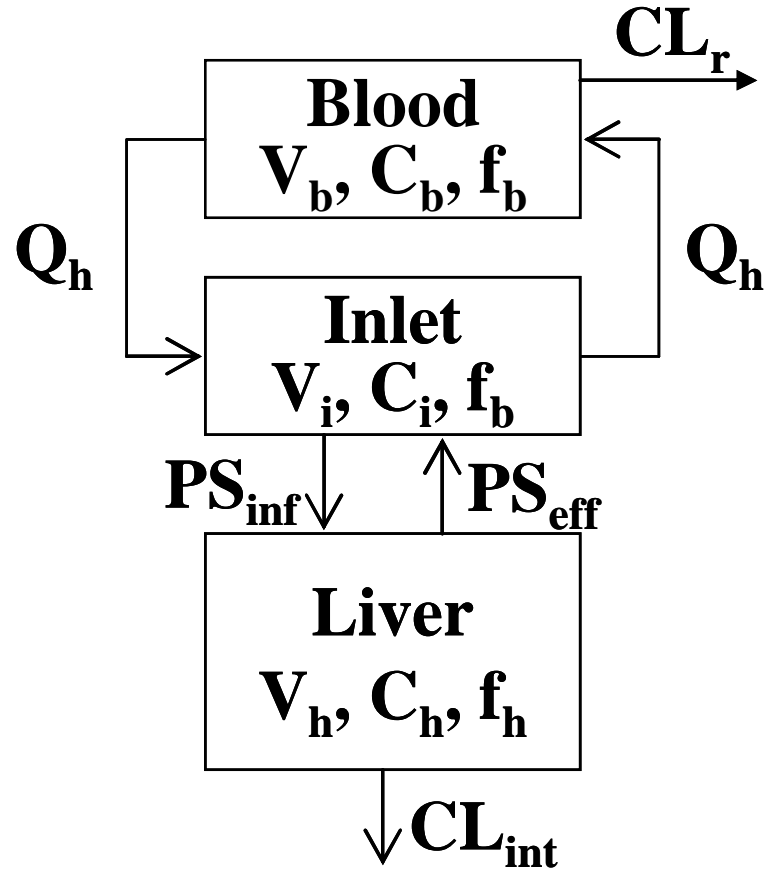 CLr
Blood
Vb, Cb, fb
Qh
Qh
Inlet
Vi, Ci, fb
PSinf
PSeff
Liver
Vh, Ch, fh
CLint